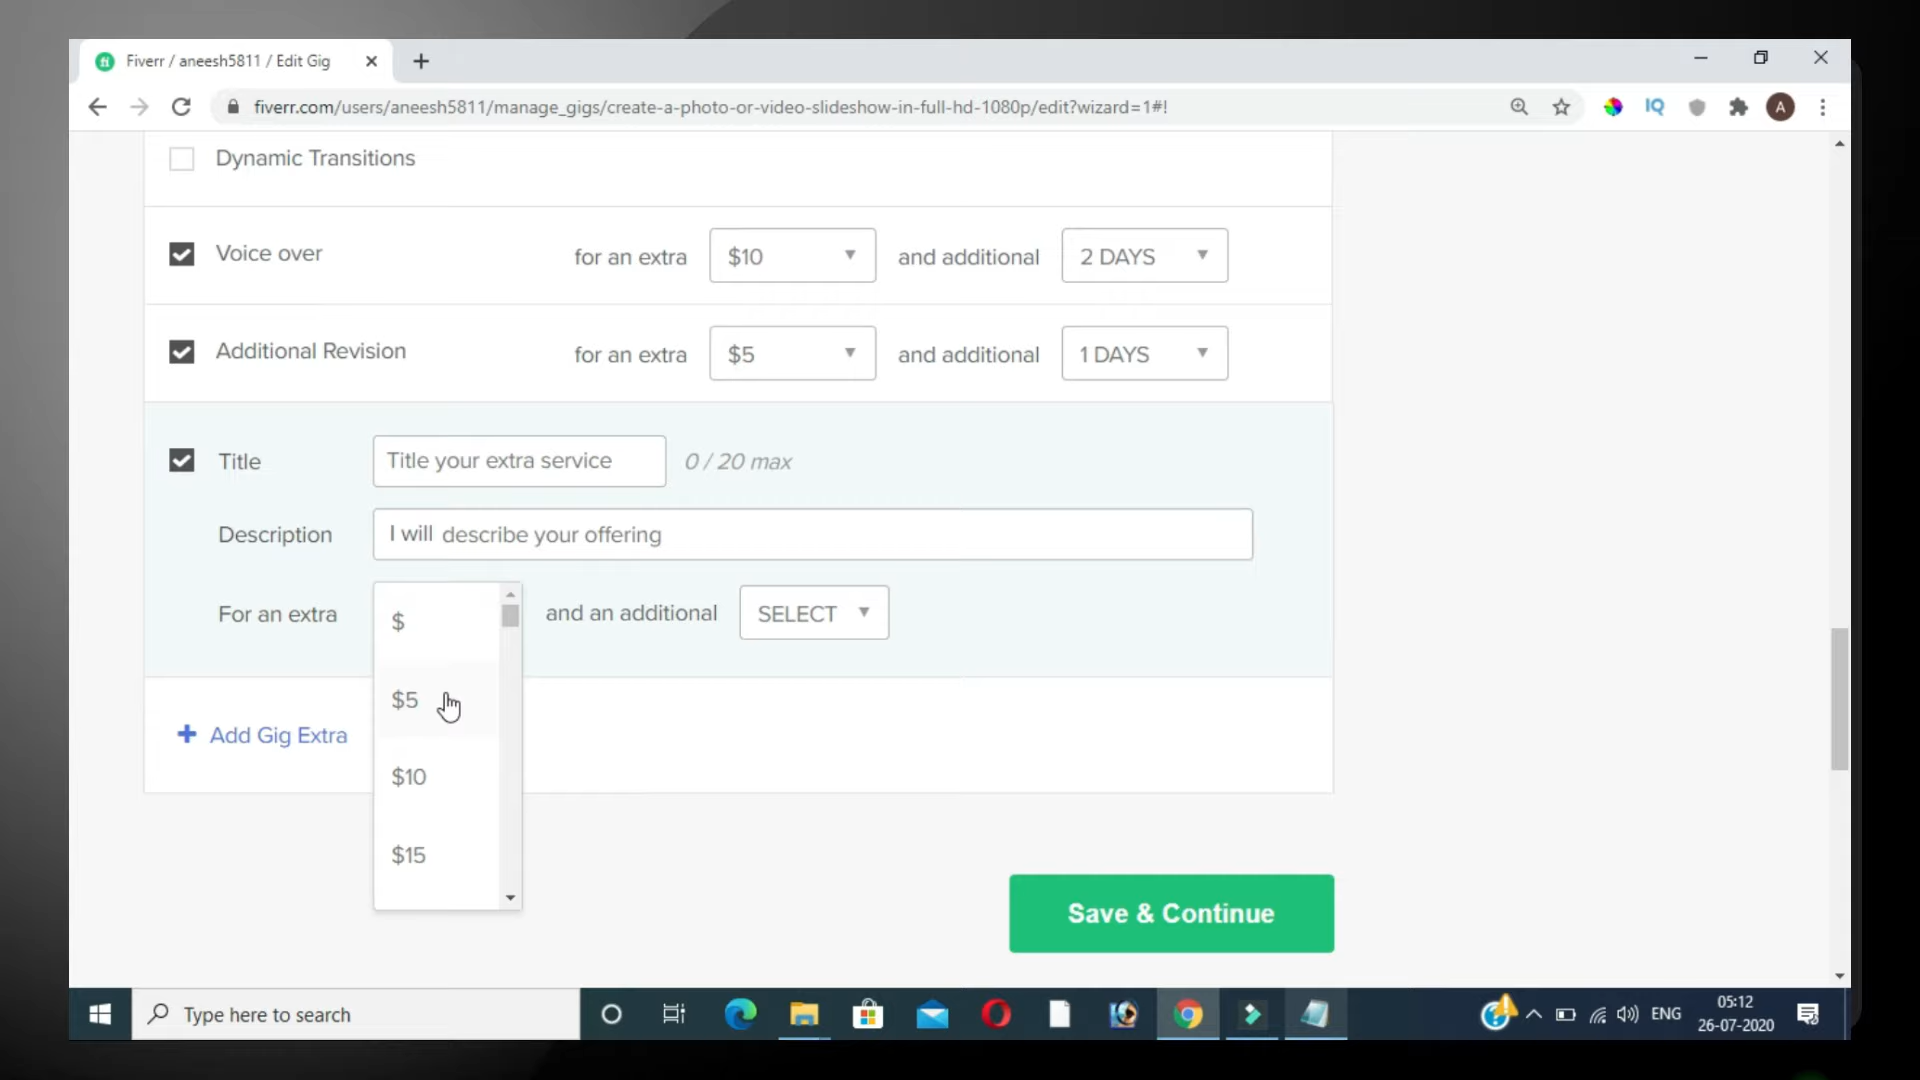 Fiverr / aneesh5811 / Edit Gig
fiverr.com/users/aneesh5811/manage_gigs/create-a-photo-or-video-slideshow-in-full-hd-1080p/edit?wizard=1#!
IQ
A
Dynamic Transitions
Voice over for an extra $10 and additional 2 DAYS
Additional Revision for an extra $5 and additional 1 DAYS
Title Title your extra service 0 / 20 max
Description I will describe your offering
For an extra $ and an additional SELECT
$5
+ Add Gig Extra
$10
$15
Save & Continue
Type here to search
ENG
05:12
26-07-2020